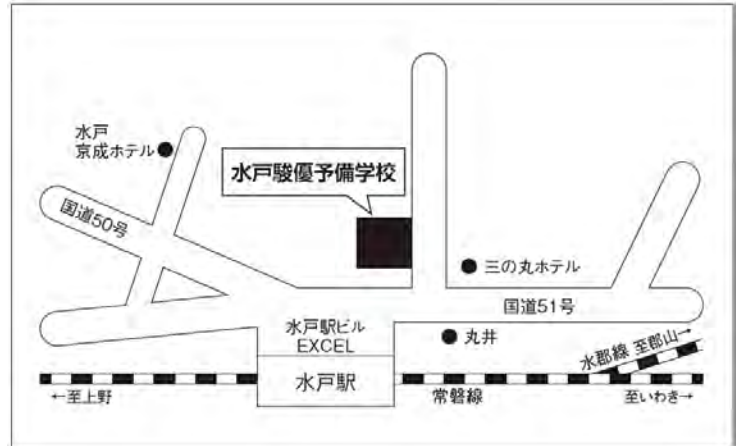 水戸
京成ホテル
水戸駿優予備学校
国道50号
三の丸ホテル
国道51号
水戸駅ビル
EXCEL
丸井
水郡線 至郡山→
水戸駅
←至上野
常磐線
至いわき→